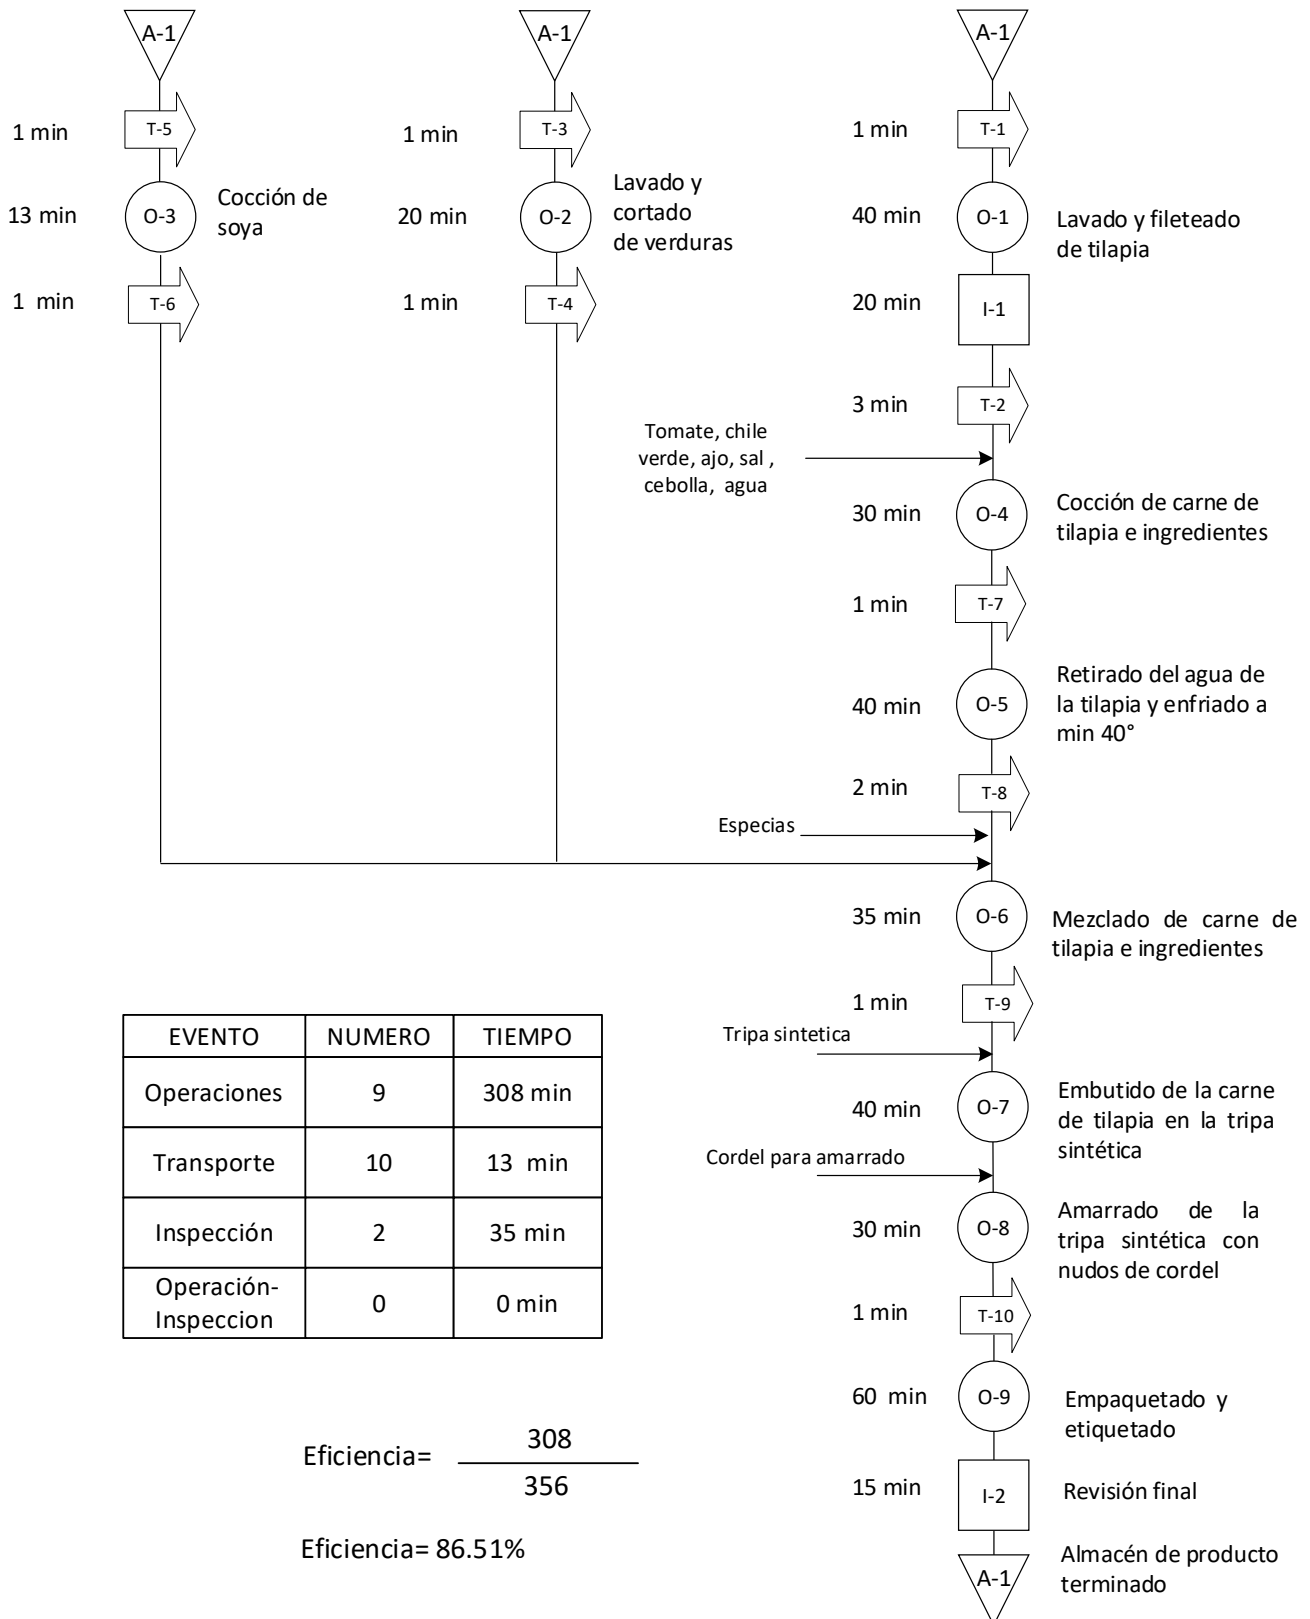 A-1
1 min
T-5
13 min
O-3
Cocción de
soya
1 min
T-6
A-1
1 min
T-3
20 min
O-2
Lavado y
cortado
de verduras
1 min
T-4
A-1
1 min
T-1
40 min
O-1
Lavado y fileteado
de tilapia
20 min
I-1
3 min
T-2
Tomate, chile
verde, ajo, sal ,
cebolla, agua
30 min
O-4
Cocción de carne de
tilapia e ingredientes
1 min
T-7
40 min
O-5
Retirado del agua de
la tilapia y enfriado a
min 40°
2 min
T-8
Especias
35 min
O-6
Mezclado de carne de
tilapia e ingredientes
1 min
T-9
Tripa sintetica
40 min
O-7
Embutido de la carne
de tilapia en la tripa
sintética
Cordel para amarrado
30 min
O-8
Amarrado de la
tripa sintética con
nudos de cordel
1 min
T-10
60 min
O-9
Empaquetado y
etiquetado
15 min
I-2
Revisión final
A-1
Almacén de producto
terminado
EVENTO NUMERO TIEMPO
Operaciones 9 308 min
Transporte 10 13 min
Inspección 2 35 min
Operación-
Inspeccion 0 0 min
Eficiencia= 308
356
Eficiencia= 86.51%